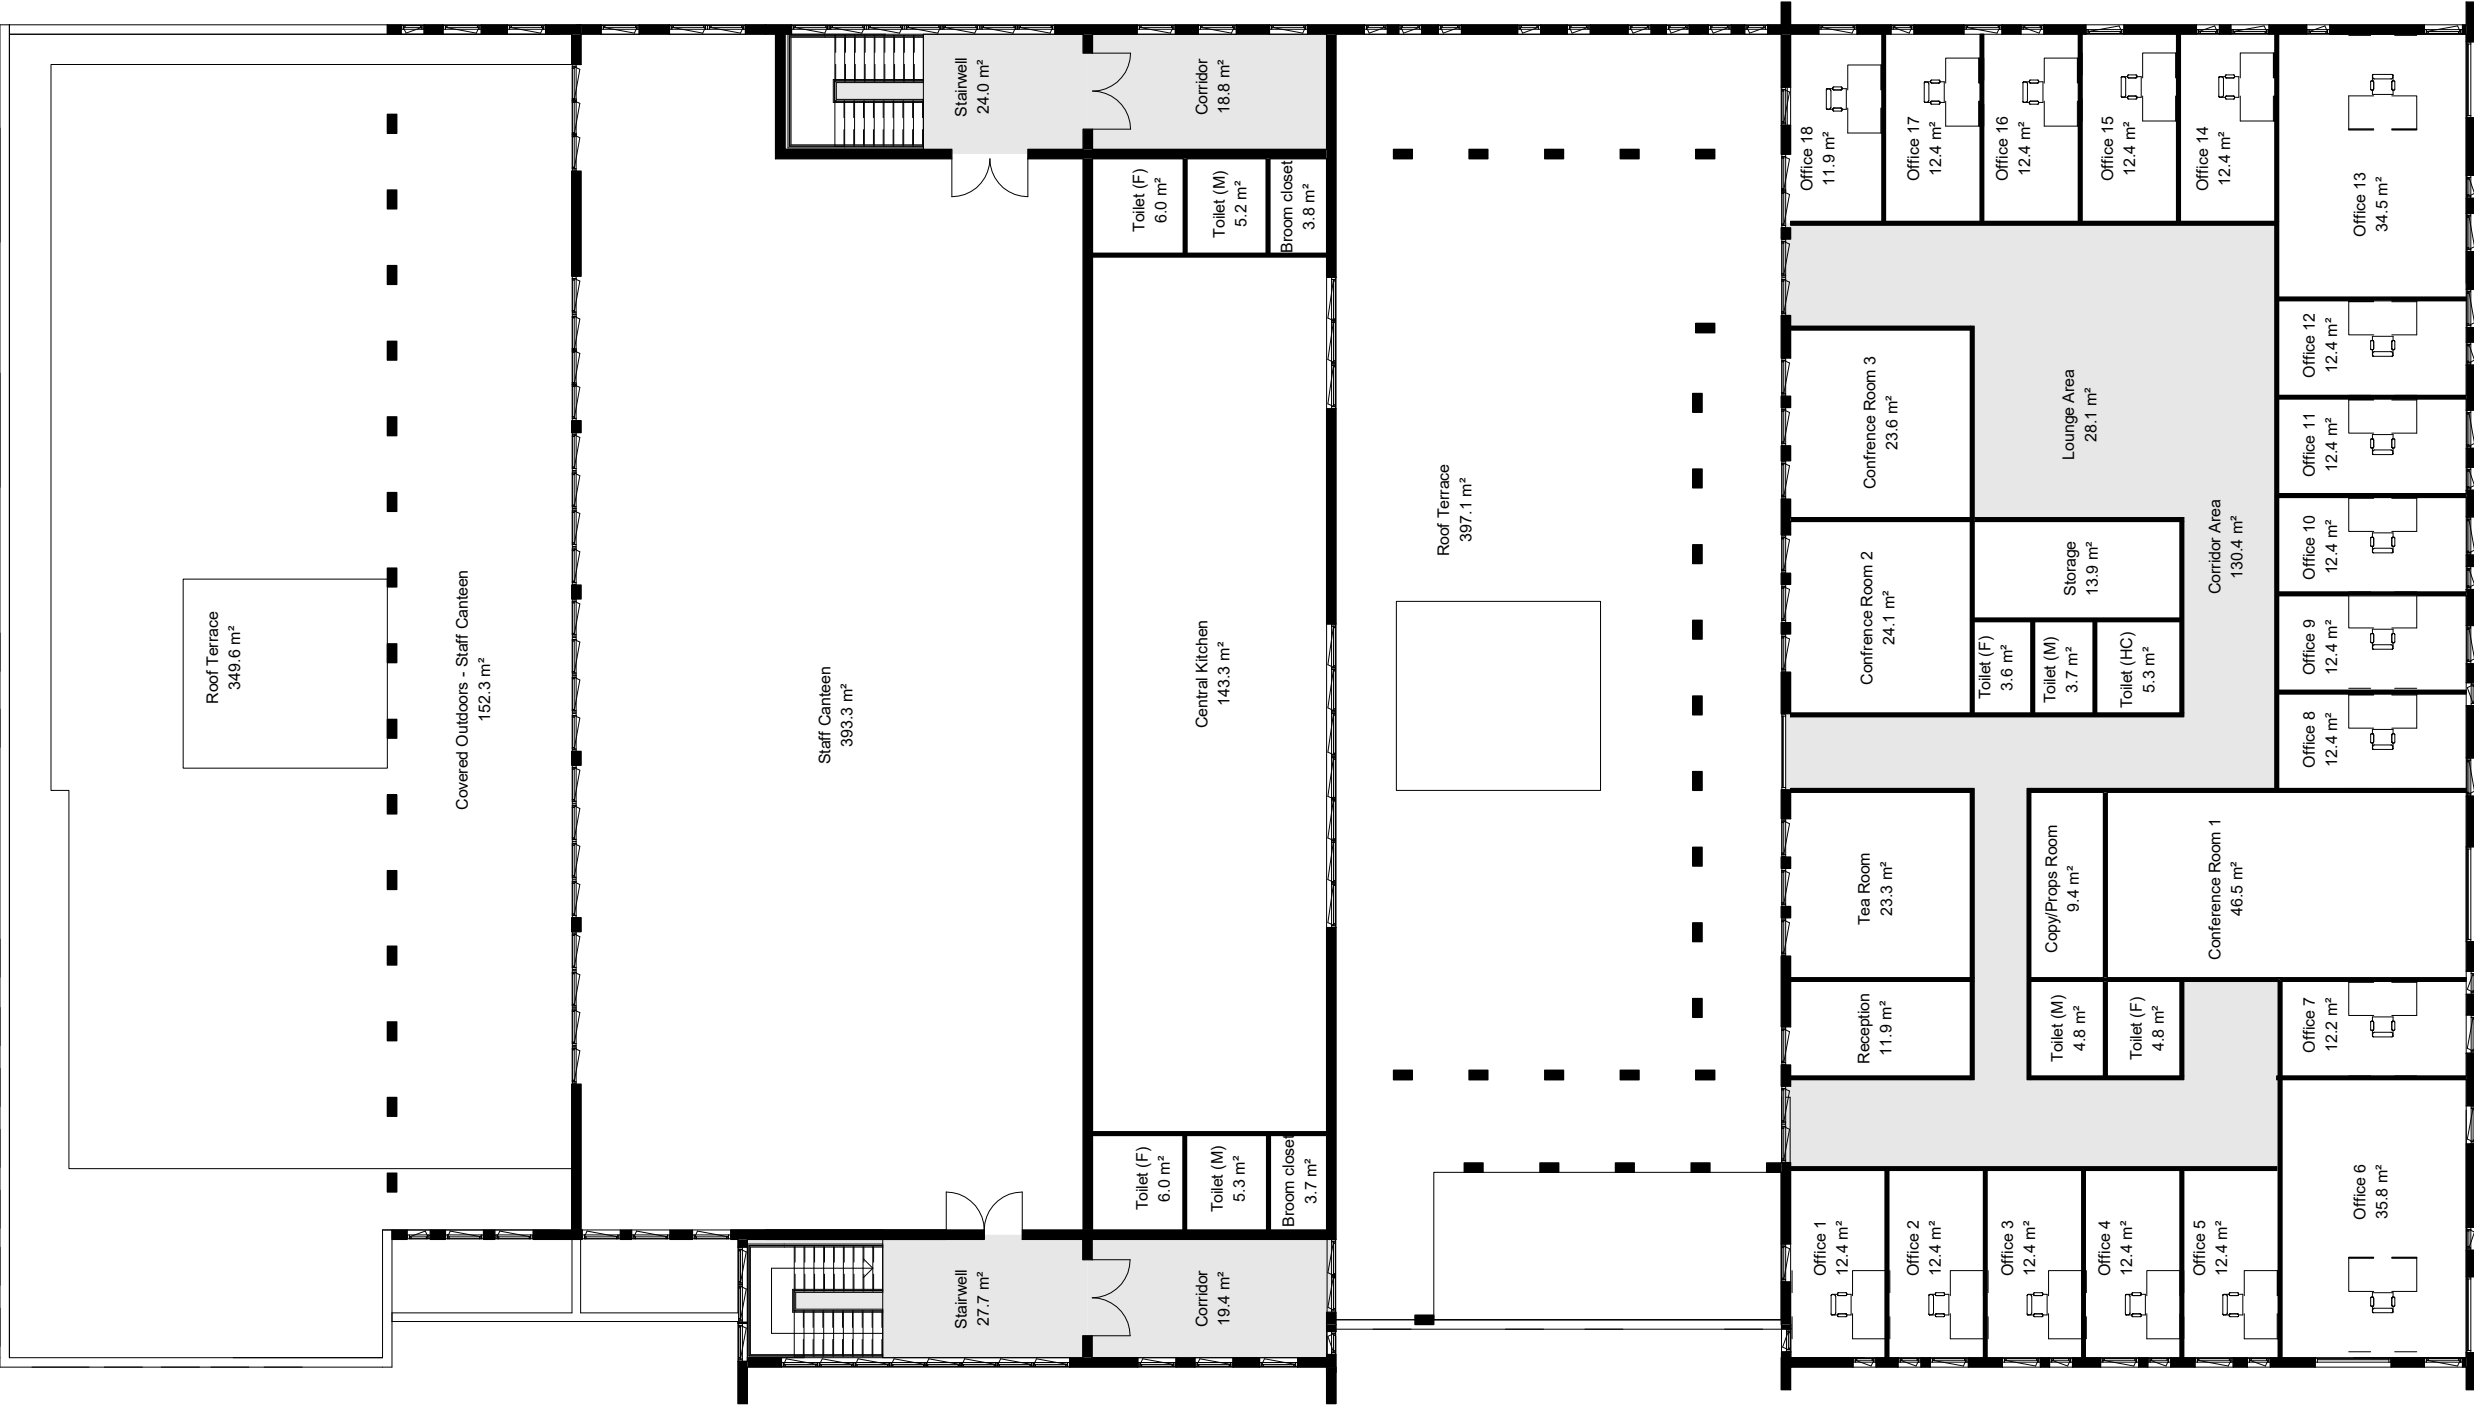 Roof Terrace
349.6 m²
Covered Outdoors - Staff Canteen
152.3 m²
Staff Canteen
393.3 m²
Stairwell
24.0 m²
Corridor
18.8 m²
Toilet (F)
6.0 m²
Toilet (M)
5.2 m²
Broom closet
3.8 m²
Central Kitchen
143.3 m²
Toilet (F)
6.0 m²
Toilet (M)
5.3 m²
Broom closet
3.7 m²
Stairwell
27.7 m²
Corridor
19.4 m²
Roof Terrace
397.1 m²
Office 18
11.9 m²
Office 17
12.4 m²
Office 16
12.4 m²
Office 15
12.4 m²
Office 14
12.4 m²
Office 13
34.5 m²
Office 12
12.4 m²
Office 11
12.4 m²
Office 10
12.4 m²
Office 9
12.4 m²
Office 8
12.4 m²
Confrence Room 3
23.6 m²
Lounge Area
28.1 m²
Corridor Area
130.4 m²
Confrence Room 2
24.1 m²
Storage
13.9 m²
Toilet (F)
3.6 m²
Toilet (M)
3.7 m²
Toilet (HC)
5.3 m²
Tea Room
23.3 m²
Copy/Props Room
9.4 m²
Conference Room 1
46.5 m²
Reception
11.9 m²
Toilet (M)
4.8 m²
Toilet (F)
4.8 m²
Office 7
12.2 m²
Office 6
35.8 m²
Office 1
12.4 m²
Office 2
12.4 m²
Office 3
12.4 m²
Office 4
12.4 m²
Office 5
12.4 m²